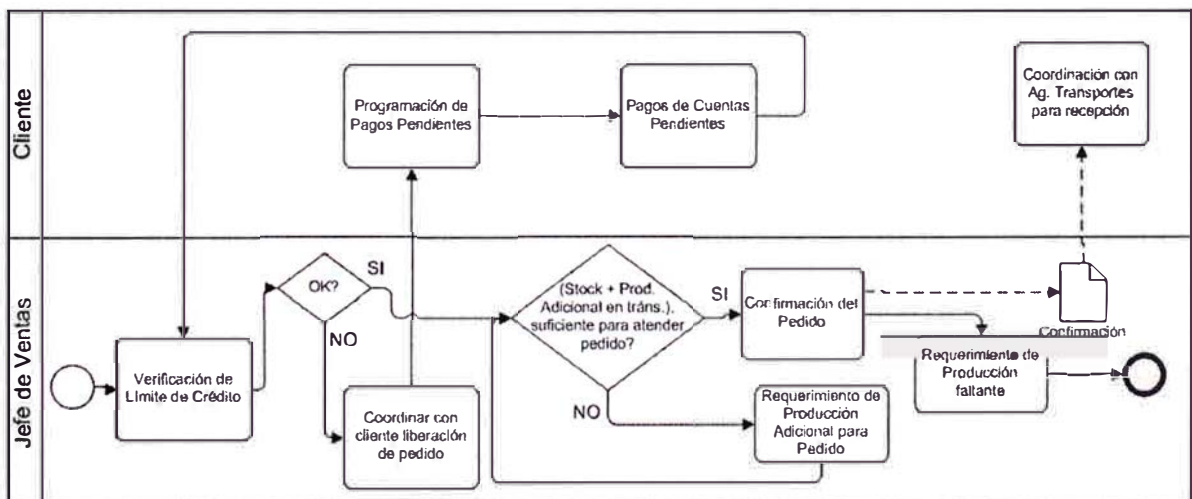 Cliente
Programación de
Pagos Pendientes
Pagos de Cuentas
Pendientes
Coordinación con
Ag. Transportes
para recepción
Jefe de Ventas
Verificación de
Límite de Crédito
OK?
SI
NO
Coordinar con
cliente liberación
de pedido
(Stock + Prod.
Adicional en tráns.),
suficiente para atender
pedido?
SI
NO
Confirmación del
Pedido
Requerimiento de
Producción
Adicional para
Pedido
Confirmación
Requerimiento de
Producción
faltante